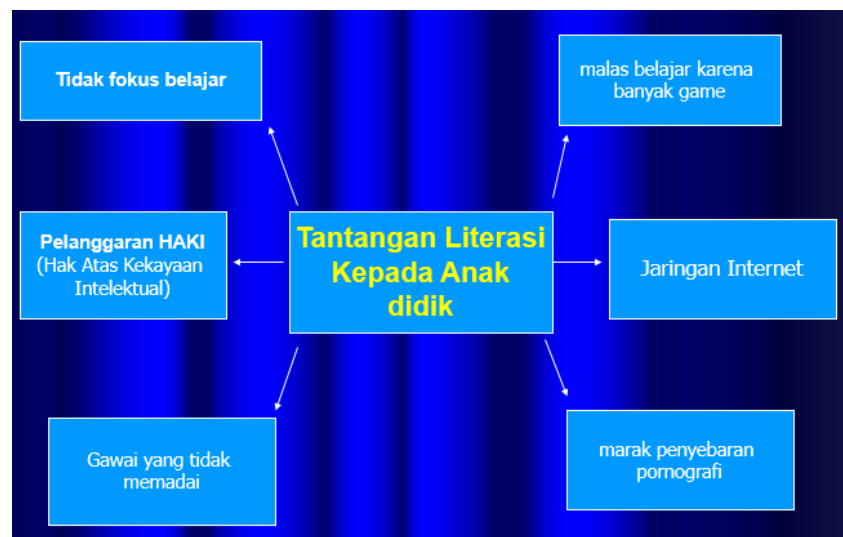 Tidak fokus belajar
malas belajar karena
banyak game
Pelanggaran HAKI
(Hak Atas Kekayaan
Intelektual)
Tantangan Literasi
Kepada Anak
didik
Jaringan Internet
Gawai yang tidak
memadai
marak penyebaran
pornografi